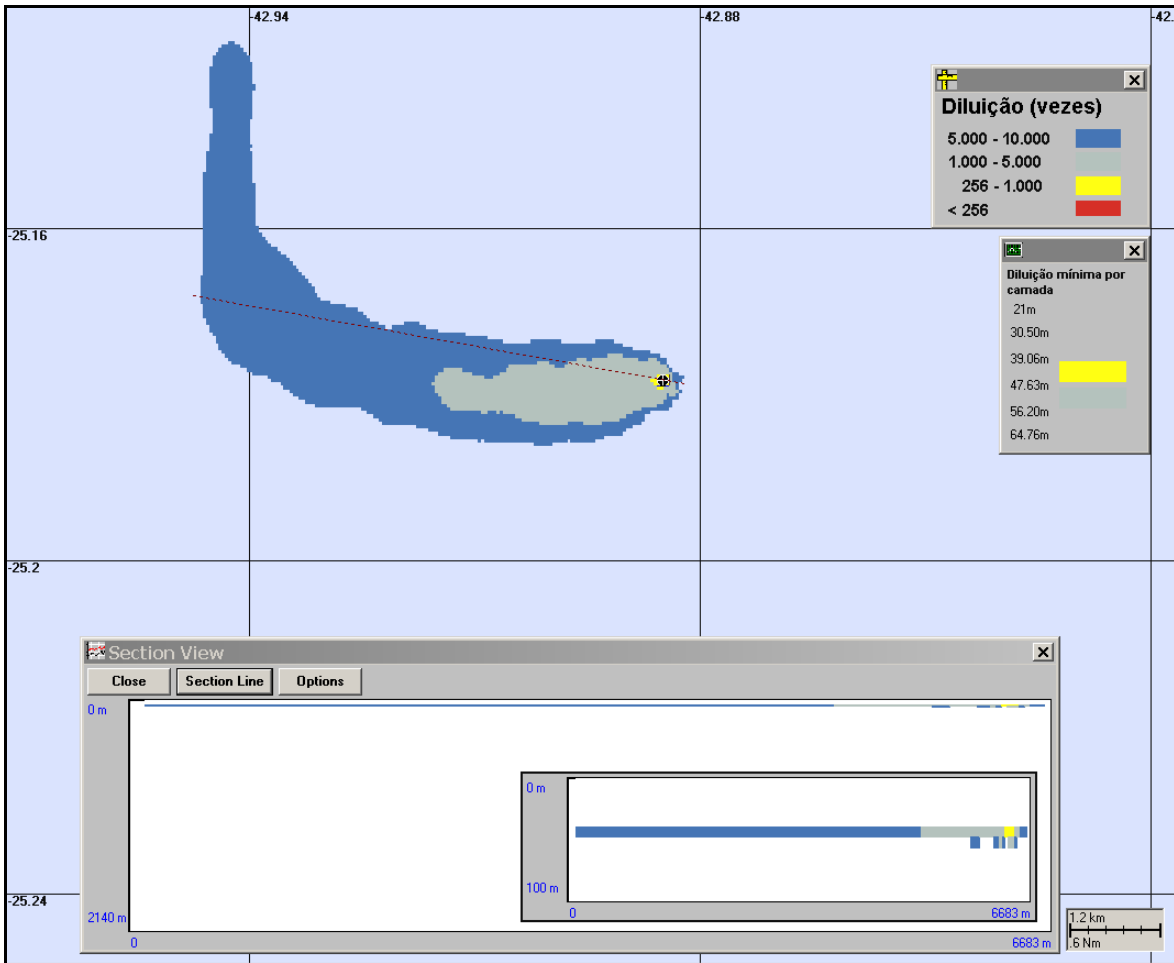 -42.94
-42.88
-42.
-25.16
-25.2
-25.24
Diluição (vezes)
5.000 - 10.000
1.000 - 5.000
256 - 1.000
< 256
Diluição mínima por
camada
21m
30.50m
39.06m
47.63m
56.20m
64.76m
Section View
Close
Section Line
Options
0 m
2140 m
0
6683 m
0 m
100 m
0
6683 m
1.2 km
.6 Nm